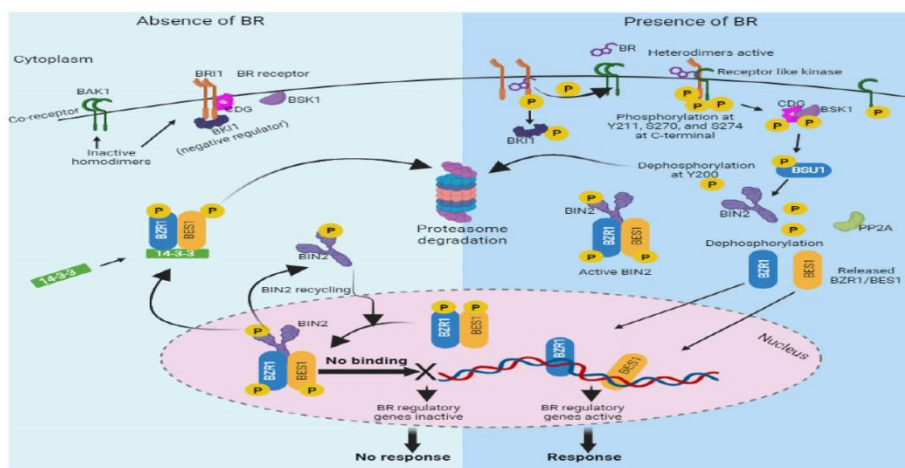 Absence of BR
Presence of BR
Cytoplasm
BAK1
Co-receptor
Inactive
homodimers
BRI1
BR receptor
CDG
BKI1
(negative regulator)
BSK1
BR
Heterodimers active
Receptor like kinase
P
P
P
BKI1
P
P
P
P
Phosphorylation at
Y211, S270, and S274
at C-terminal
CDG
BSK1
P
P
P
P
BSU1
Dephosphorylation
at Y200
P
BIN2
P
P
PP2A
Dephosphorylation
BZR1
BES1
Released
BZR1/BES1
Proteasome
degradation
P
BIN2
P
BZR1
BES1
P
Active BIN2
P
P
BZR1
BES1
14-3-3
14-3-3
P
BIN2
BIN2 recycling
P
BIN2
BZR1
BES1
P
P
No binding
P
P
BZR1
BES1
BZR1
BES1
Nucleus
BR regulatory
genes inactive
BR regulatory
genes active
No response
Response